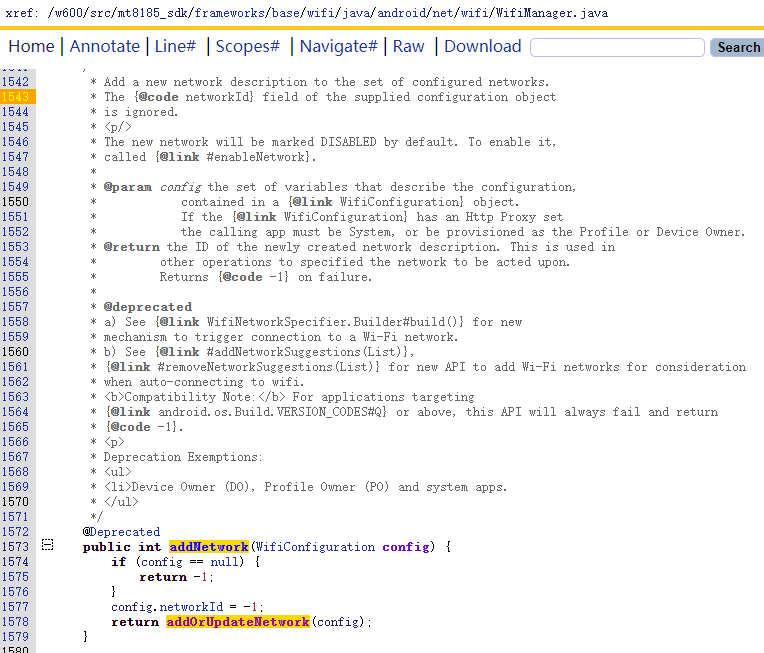 xref: /w600/src/mt8185_sdk/frameworks/base/wifi/java/android/net/wifi/WifiManager.java
Home | Annotate | Line# | Scopes# | Navigate# | Raw | Download Search
1542 * Add a new network description to the set of configured networks.
1543 * The {@code networkId} field of the supplied configuration object
1544 * is ignored.
1545 * <p/>
1546 * The new network will be marked DISABLED by default. To enable it,
1547 * called {@link #enableNetwork}.
1548 *
1549 * @param config the set of variables that describe the configuration,
1550 * contained in a {@link WifiConfiguration} object.
1551 * If the {@link WifiConfiguration} has an Http Proxy set
1552 * the calling app must be System, or be provisioned as the Profile or Device Owner.
1553 * @return the ID of the newly created network description. This is used in
1554 * other operations to specified the network to be acted upon.
1555 * Returns {@code -1} on failure.
1556 *
1557 * @deprecated
1558 * a) See {@link WifiNetworkSpecifier.Builder#build()} for new
1559 * mechanism to trigger connection to a Wi-Fi network.
1560 * b) See {@link #addNetworkSuggestions(List)},
1561 * {@link #removeNetworkSuggestions(List)} for new API to add Wi-Fi networks for consideration
1562 * when auto-connecting to wifi.
1563 * <b>Compatibility Note:</b> For applications targeting
1564 * {@link android.os.Build.VERSION_CODES#Q} or above, this API will always fail and return
1565 * {@code -1}.
1566 * <p>
1567 * Deprecation Exemptions:
1568 * <ul>
1569 * <li>Device Owner (DO), Profile Owner (PO) and system apps.
1570 * </ul>
1571 */
1572 @Deprecated
1573 public int addNetwork(WifiConfiguration config) {
1574 if (config == null) {
1575 return -1;
1576 }
1577 config.networkId = -1;
1578 return addOrUpdateNetwork(config);
1579 }
1580